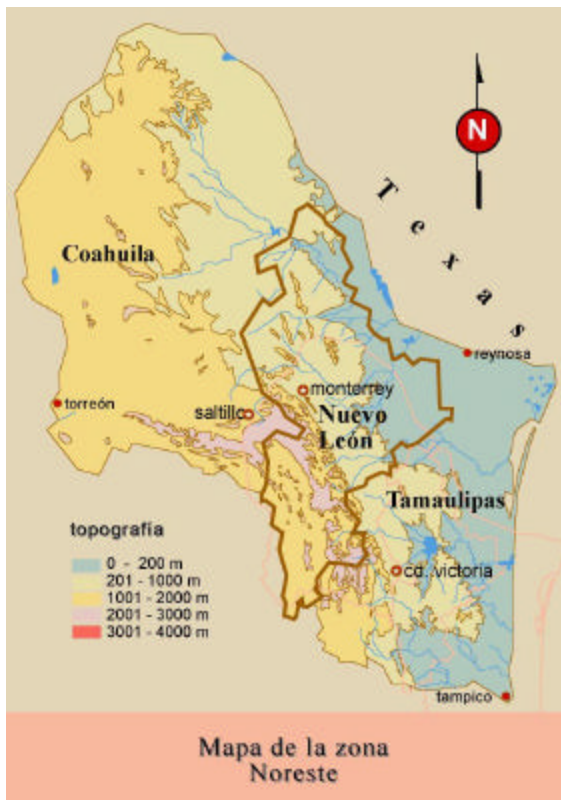 N
Texas
Coahuila
reynosa
monterrey
saltillo
torreón
Nuevo
León
Tamaulipas
topografía
0 - 200 m
201 - 1000 m
1001 - 2000 m
2001 - 3000 m
3001 - 4000 m
cd. victoria
tampico
Mapa de la zona
Noreste